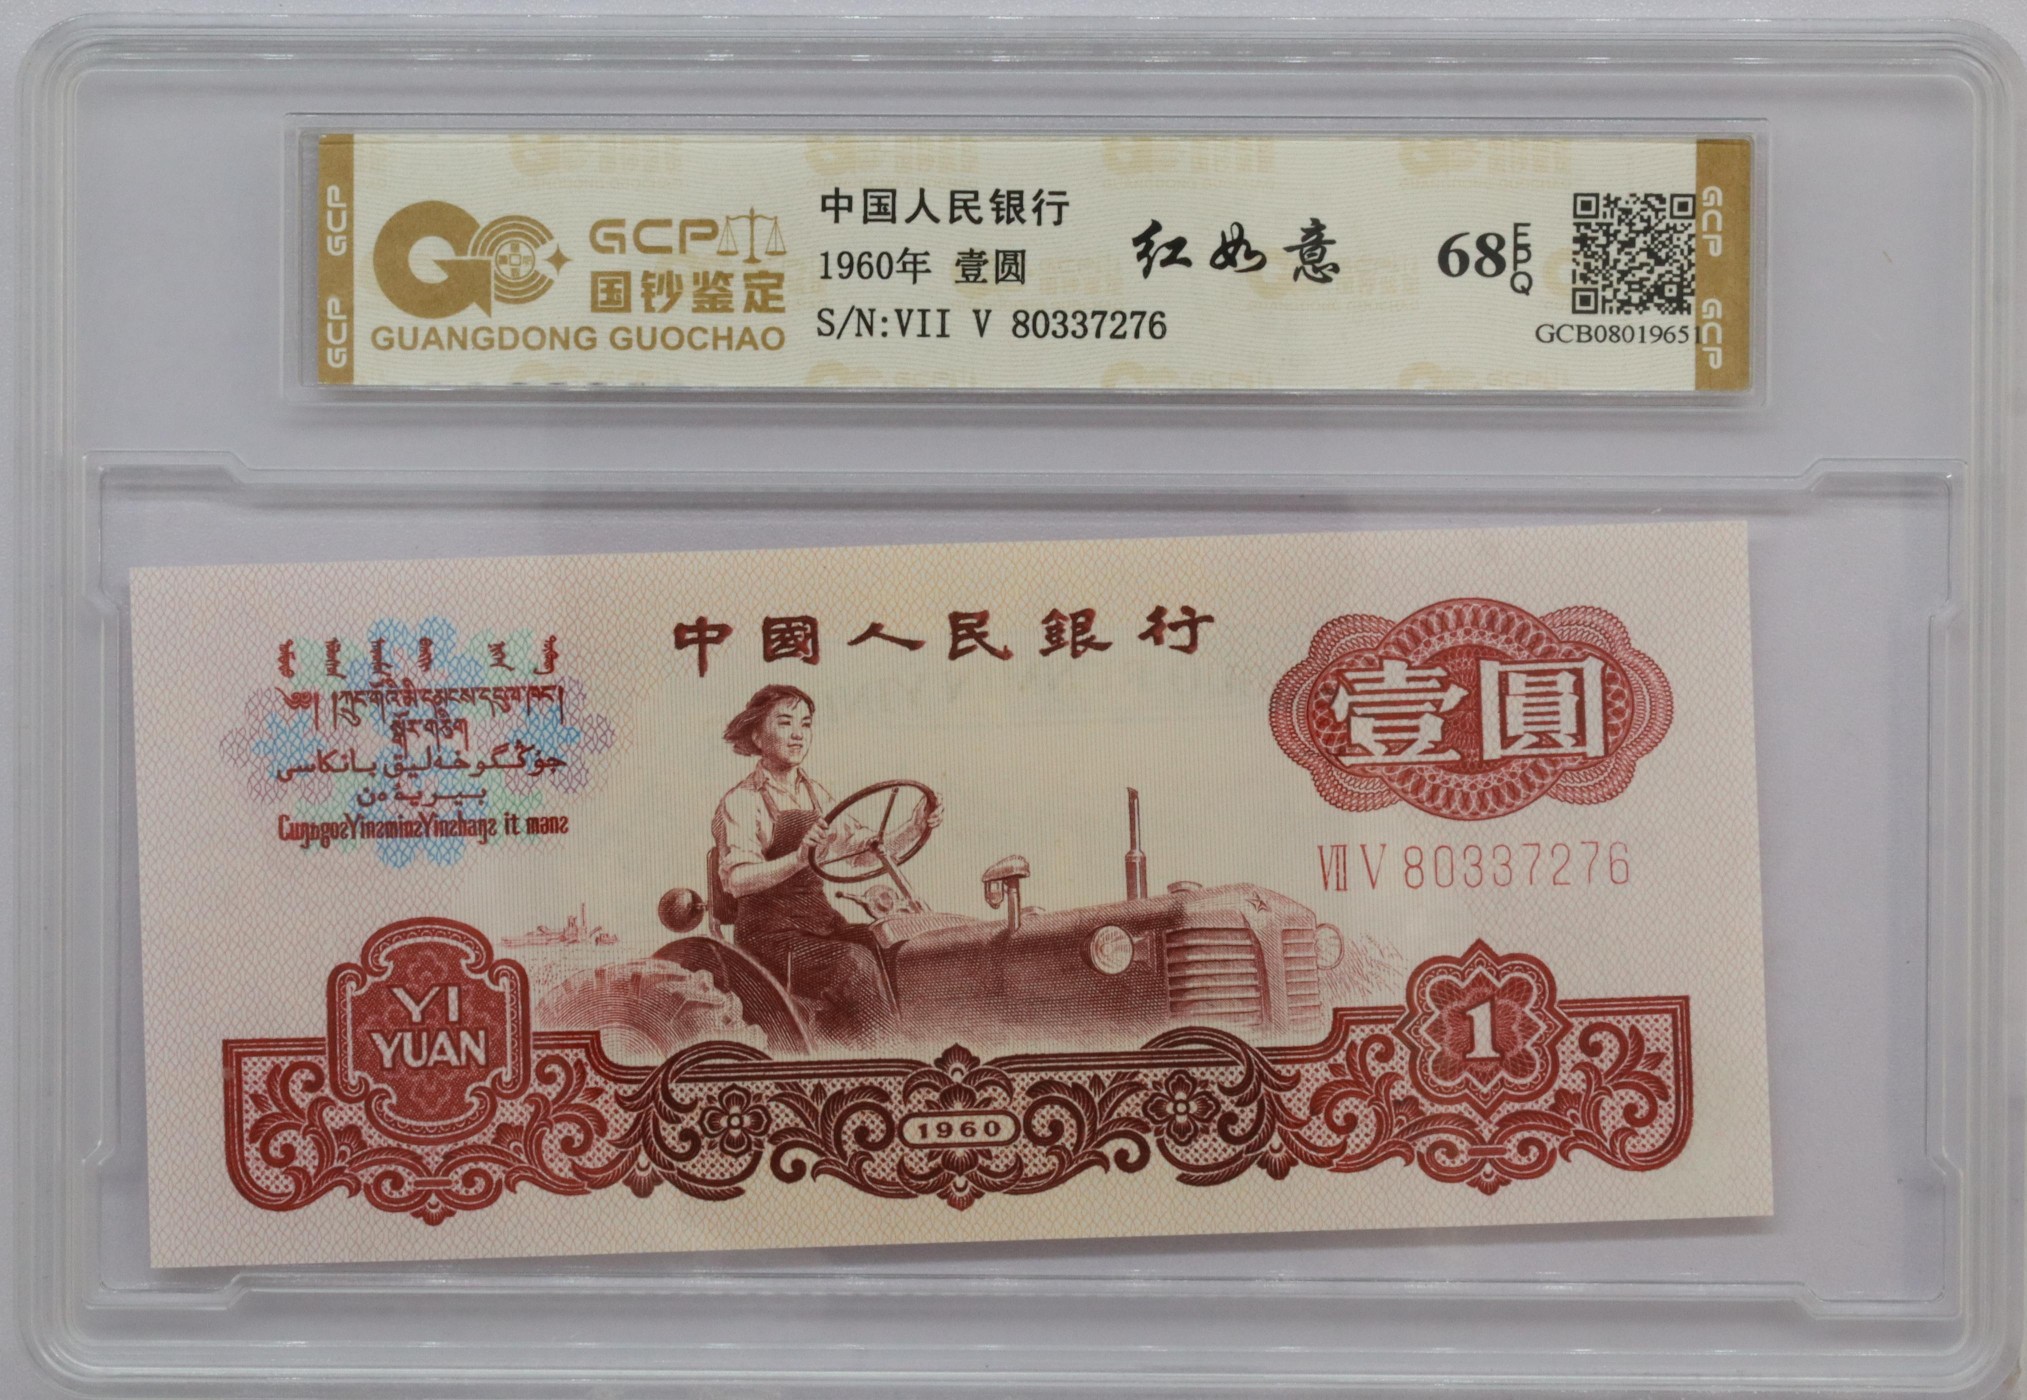 GCP
GCP
GCP
国钞鉴定
GUANGDONG GUOCHAO
中国人民银行
1960年 壹圆
S/N:VII V 80337276
红如意
68
EPQ
GCB08019651
GCP
GCP
中國人民銀行
壹圓
VII V 80337276
YI
YUAN
1
1960